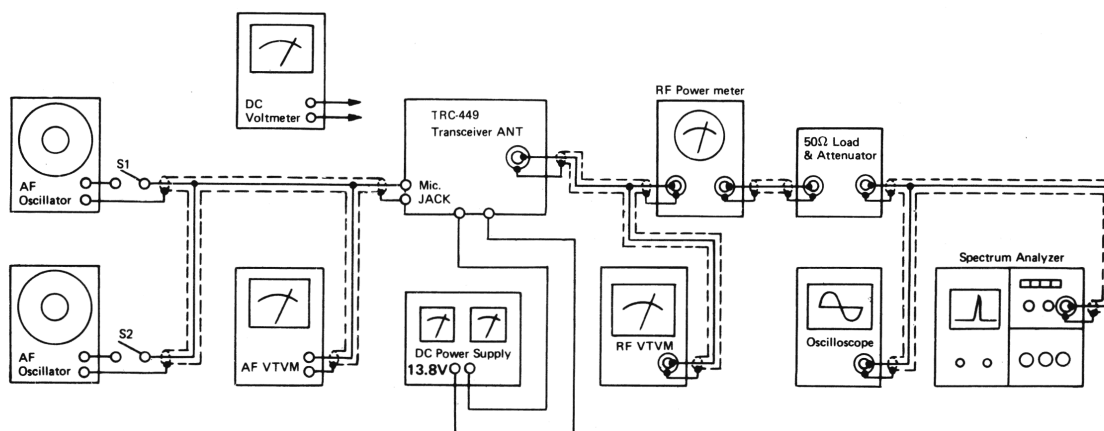 DC
Voltmeter
TRC-449
Transceiver ANT
Mic.
JACK
RF Power meter
50Ω Load
& Attenuator
S1
AF
Oscillator
S2
AF
Oscillator
AF VTVM
DC Power Supply
13.8V
RF VTVM
Oscilloscope
Spectrum Analyzer